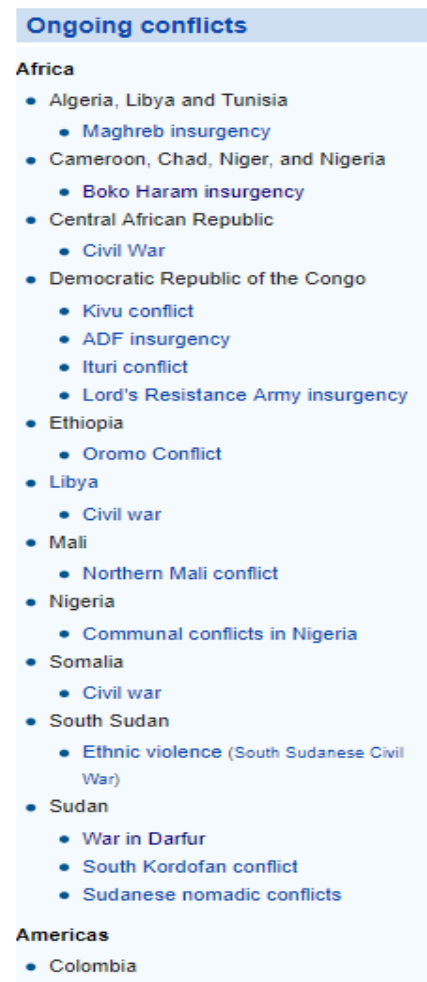 Ongoing conflicts
Africa
Algeria, Libya and Tunisia
Maghreb insurgency
Cameroon, Chad, Niger, and Nigeria
Boko Haram insurgency
Central African Republic
Civil War
Democratic Republic of the Congo
Kivu conflict
ADF insurgency
Ituri conflict
Lord's Resistance Army insurgency
Ethiopia
Oromo Conflict
Libya
Civil war
Mali
Northern Mali conflict
Nigeria
Communal conflicts in Nigeria
Somalia
Civil war
South Sudan
Ethnic violence (South Sudanese Civil
War)
Sudan
War in Darfur
South Kordofan conflict
Sudanese nomadic conflicts
Americas
Colombia